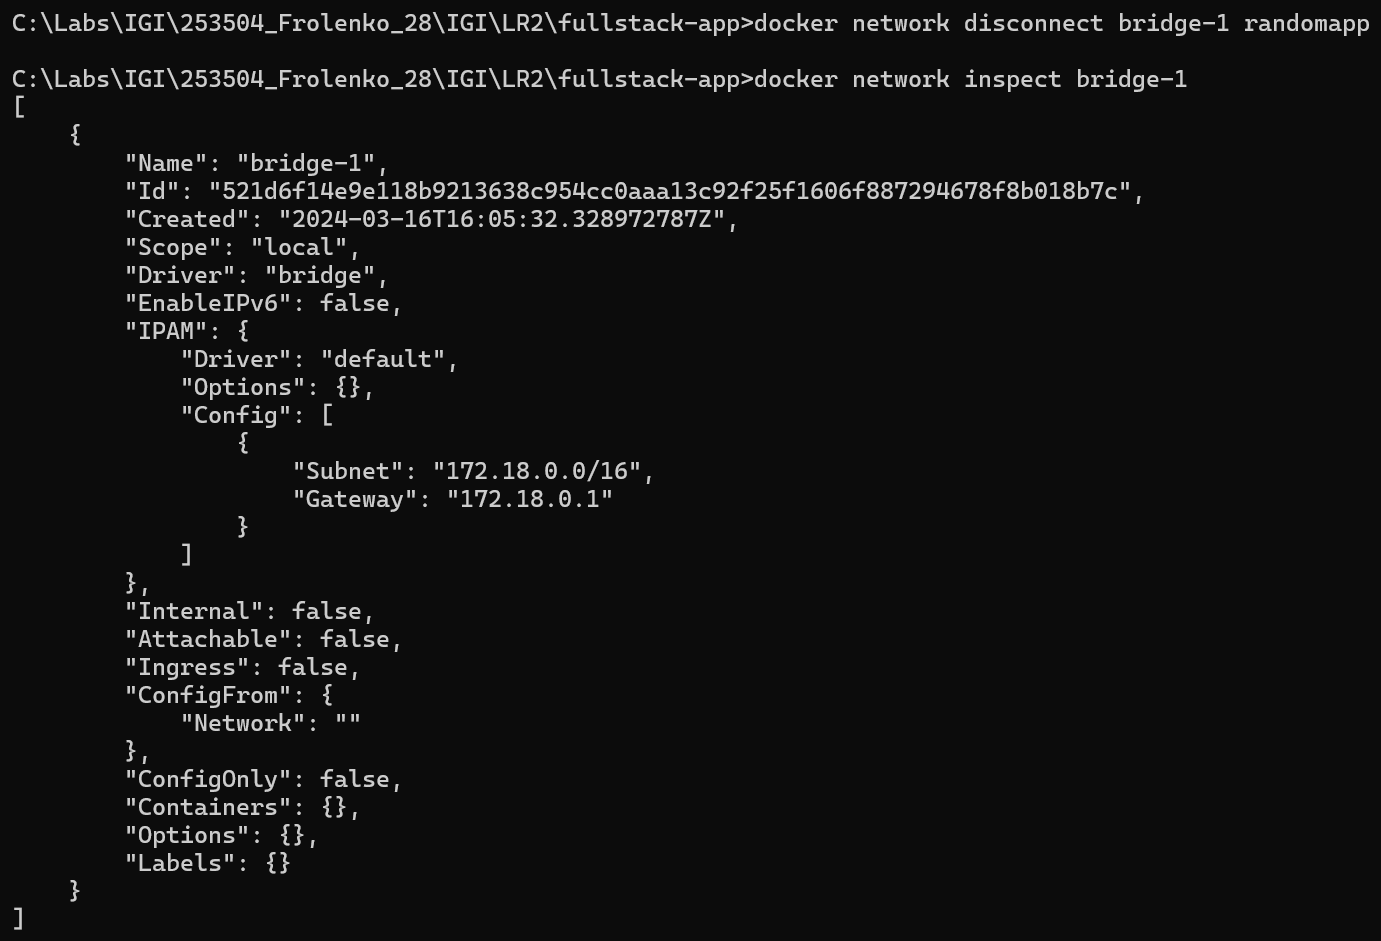 C:\Labs\IGI\253504_Frolenko_28\IGI\LR2\fullstack-app>docker network disconnect bridge-1 randomapp
C:\Labs\IGI\253504_Frolenko_28\IGI\LR2\fullstack-app>docker network inspect bridge-1
[
    {
        "Name": "bridge-1",
        "Id": "521d6f14e9e118b9213638c954cc0aaa13c92f25f1606f887294678f8b018b7c",
        "Created": "2024-03-16T16:05:32.328972787Z",
        "Scope": "local",
        "Driver": "bridge",
        "EnableIPv6": false,
        "IPAM": {
            "Driver": "default",
            "Options": {},
            "Config": [
                {
                    "Subnet": "172.18.0.0/16",
                    "Gateway": "172.18.0.1"
                }
            ]
        },
        "Internal": false,
        "Attachable": false,
        "Ingress": false,
        "ConfigFrom": {
            "Network": ""
        },
        "ConfigOnly": false,
        "Containers": {},
        "Options": {},
        "Labels": {}
    }
]